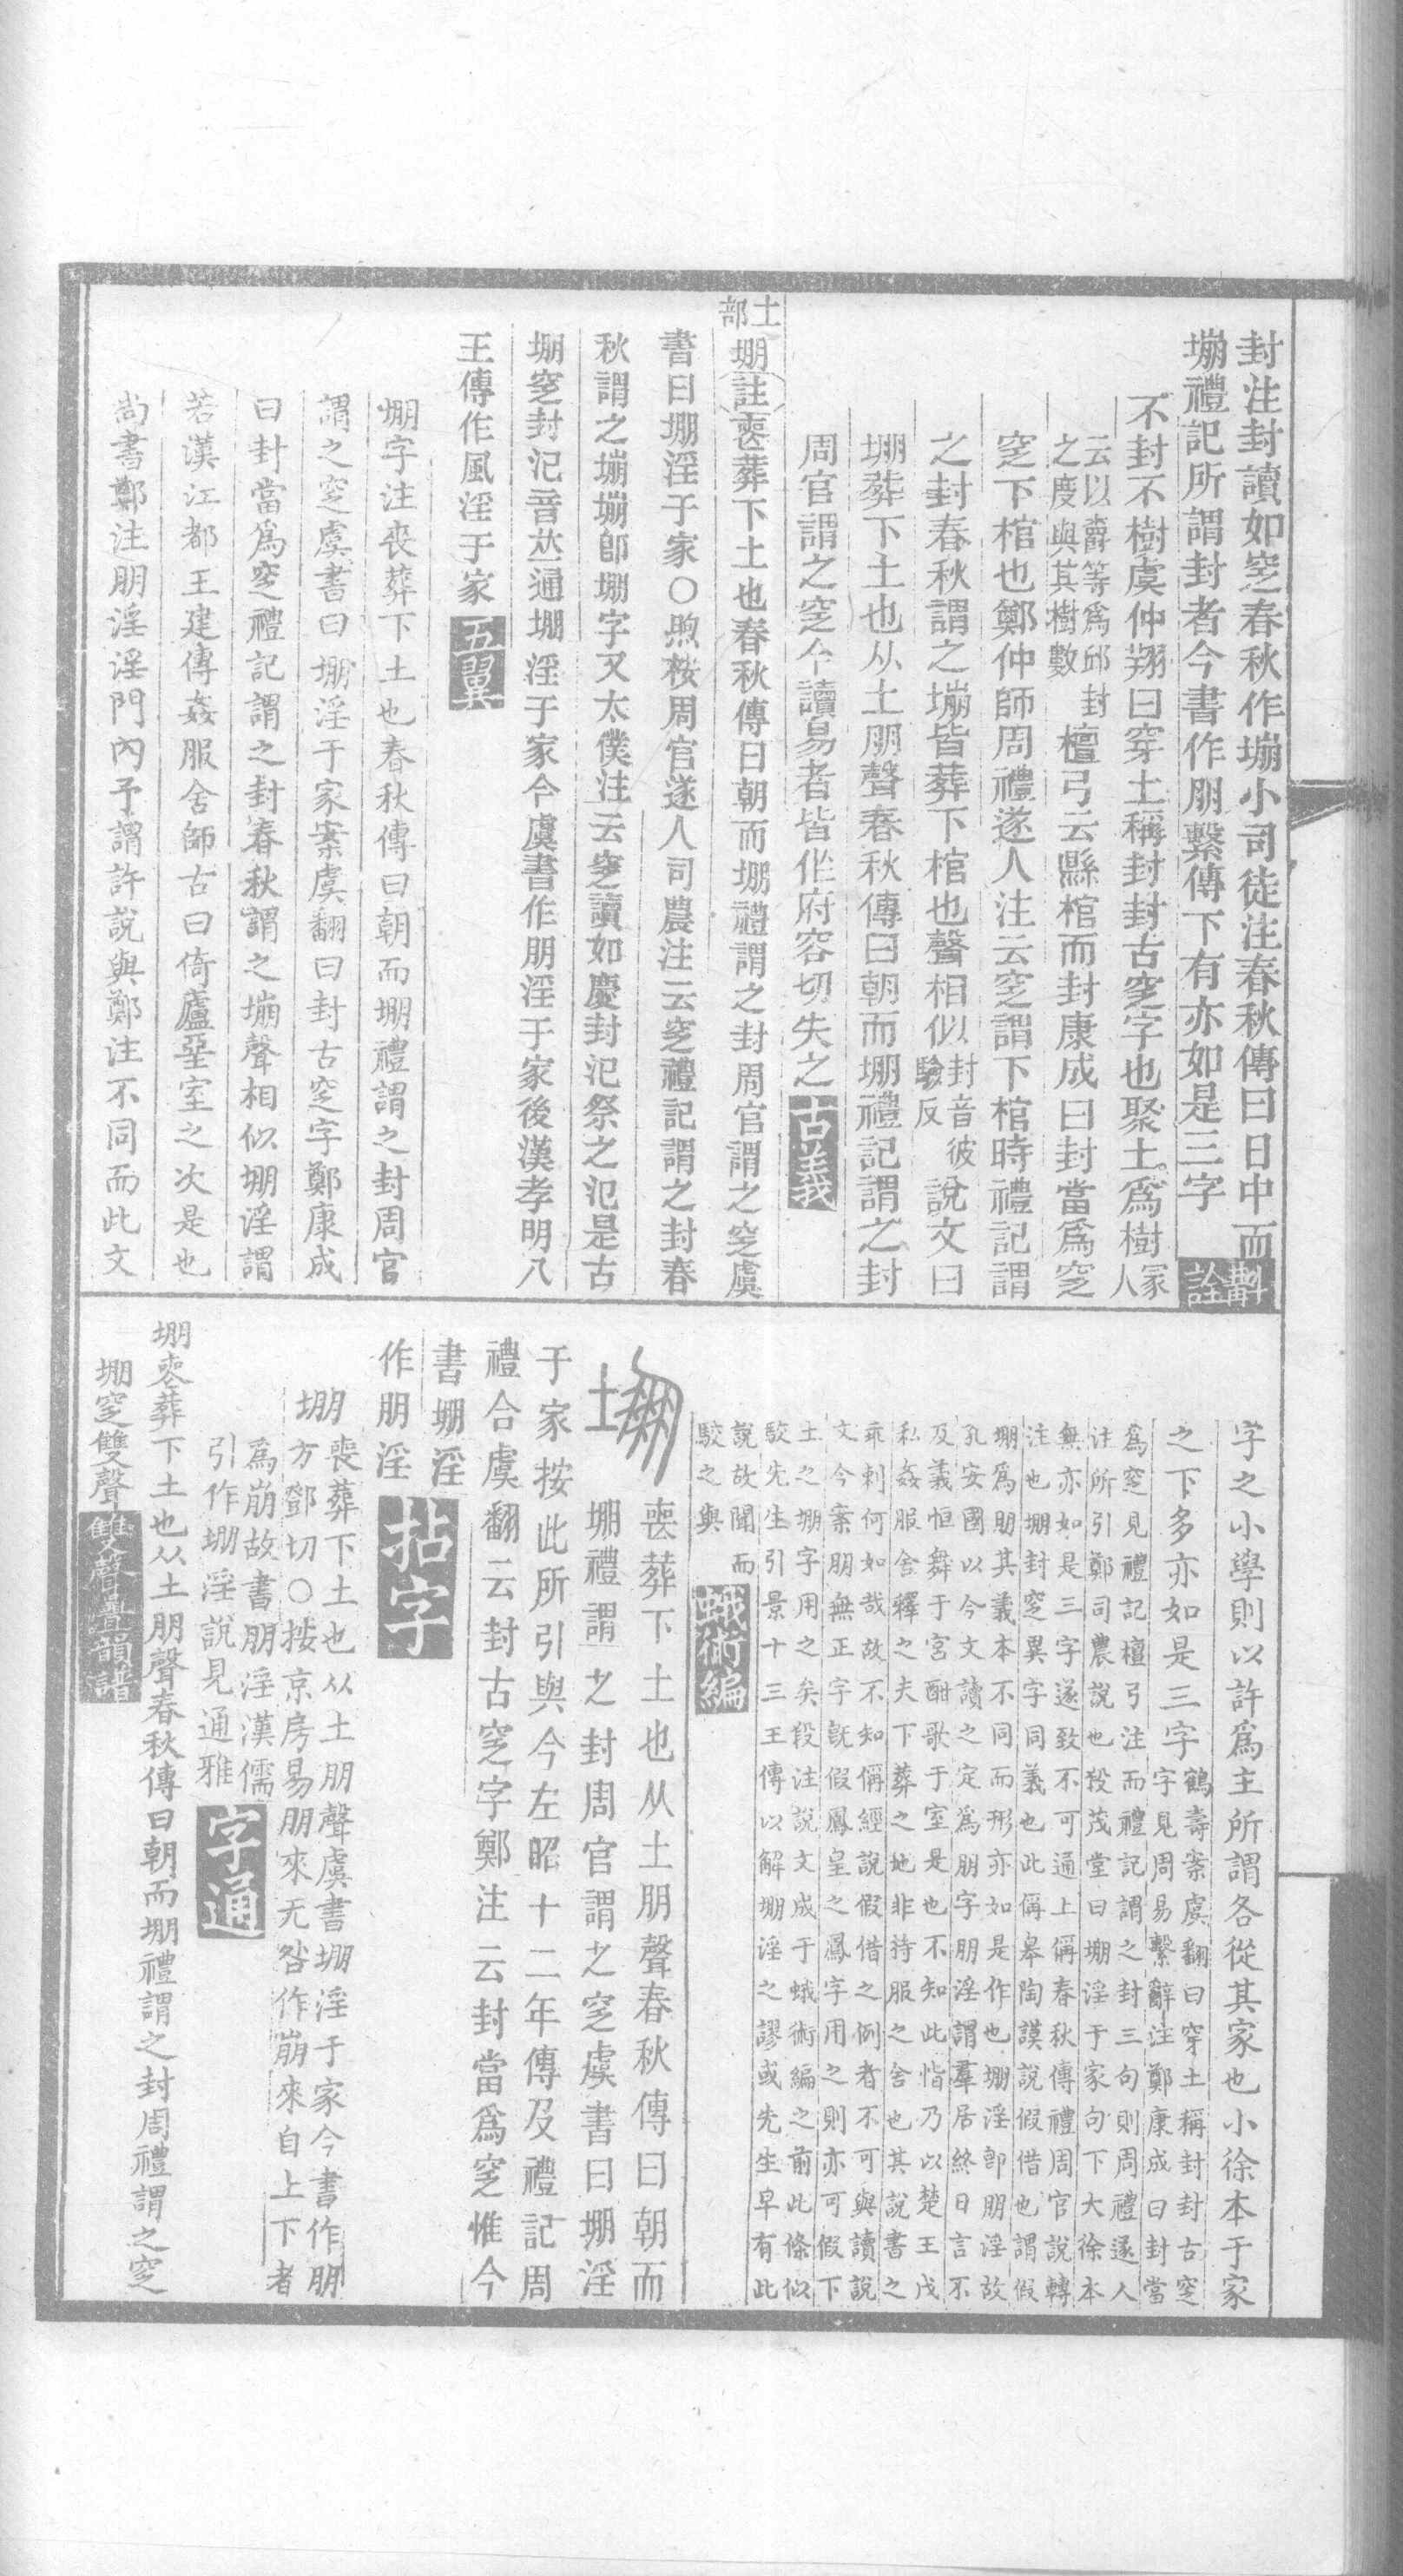 封注封讀如窆春秋作塴小司徒注春秋傳曰日中而
塴禮記所謂封者今書作朋繫傳下有亦如是三字
斠詮
不封不樹虞仲翔曰穿土稱封封古窆字也聚土爲樹冢人
云以爵等爲邱封
之度與其樹數
檀弓云縣棺而封康成曰封當爲窆
窆下棺也鄭仲師周禮遂人注云窆謂下棺時禮記謂
之封春秋謂之塴皆葬下棺也聲相似封音彼驗反說文曰
堋葬下土也从土朋聲春秋傳曰朝而堋禮記謂之封
周官謂之窆今讀易者皆作府容切失之
古義
土部
堋註喪葬下土也春秋傳曰朝而堋禮謂之封周官謂之窆虞
書曰堋淫于家○煦桉周官遂人司農注云窆禮記謂之封春
秋謂之塴塴卽堋字又太僕注云窆讀如慶封氾祭之氾是古
堋窆封氾音竝通堋淫于家今虞書作朋淫于家後漢孝明八
王傳作風淫于家
五翼
堋字注喪葬下土也春秋傳曰朝而堋禮謂之封周官
謂之窆虞書曰堋淫于家案虞翻曰封古窆字鄭康成
曰封當爲窆禮記謂之封春秋謂之塴聲相似堋淫謂
若漢江都王建傳姦服舍師古曰倚廬堊室之次是也
尚書鄭注朋淫淫門內予謂許說與鄭注不同而此文
字之小學則以許爲主所謂各從其家也小徐本于家
之下多亦如是三字
鶴壽案虞翻曰穿土稱封封古窆
字見周易繫辭注鄭康成曰封當
爲窆見禮記檀弓注而禮記謂之封三句則周禮遂人
注所引鄭司農說也段茂堂曰堋淫于家句下大徐本
無亦如是三字遂致不可通上偁春秋傳禮周官說轉
注也堋封窆異字同義也此偁皋陶謨說假借也謂假
堋爲朋其義本不同而形亦如是作也堋淫卽朋淫故
孔安國以今文讀之定爲朋字朋淫謂羣居終日言不
及義恒舞于宮酣歌于室是也不知此恉乃以楚王戊
私姦服舍釋之夫下葬之地非持服之舍也其說書之
乖剌何如哉故不知偁經說假借之例者不可與讀說
文今案朋無正字旣假鳳皇之鳳字用之則亦可假下
土之堋字用之矣段注說文成于蛾術編之前此條似
駁先生引景十三王傳以解堋淫之謬或先生早有此
說故聞而
駁之與
蛾術編
堋
喪葬下土也从土朋聲春秋傳曰朝而
堋禮謂之封周官謂之窆虞書曰堋淫
于家按此所引與今左昭十二年傳及禮記周
禮合虞翻云封古窆字鄭注云封當爲窆惟今
書堋淫
作朋淫
拈字
堋
喪葬下土也从土朋聲虞書堋淫于家今書作朋
方鄧切○按京房易朋來无咎作崩來自上下者
爲崩故書朋淫漢儒
引作堋淫說見通雅
字通
堋喪葬下土也从土朋聲春秋傳曰朝而堋禮謂之封周禮謂之窆
堋窆雙聲
雙聲疊韻譜